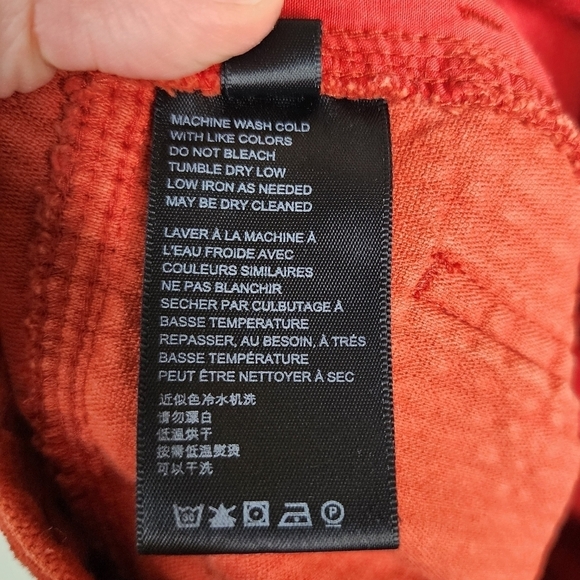 MACHINE WASH COLD
WITH LIKE COLORS
DO NOT BLEACH
TUMBLE DRY LOW
LOW IRON AS NEEDED
MAY BE DRY CLEANED
LAVER À LA MACHINE À
L'EAU FROIDE AVEC
COULEURS SIMILAIRES
NE PAS BLANCHIR
SECHER PAR CULBUTAGE À
BASSE TEMPERATURE
REPASSER, AU BESOIN, À TRÉS
BASSE TEMPÉRATURE
PEUT ÊTRE NETTOYER À SEC
近似色冷水机洗
请勿漂白
低温烘干
按需低温熨烫
可以干洗
30 P